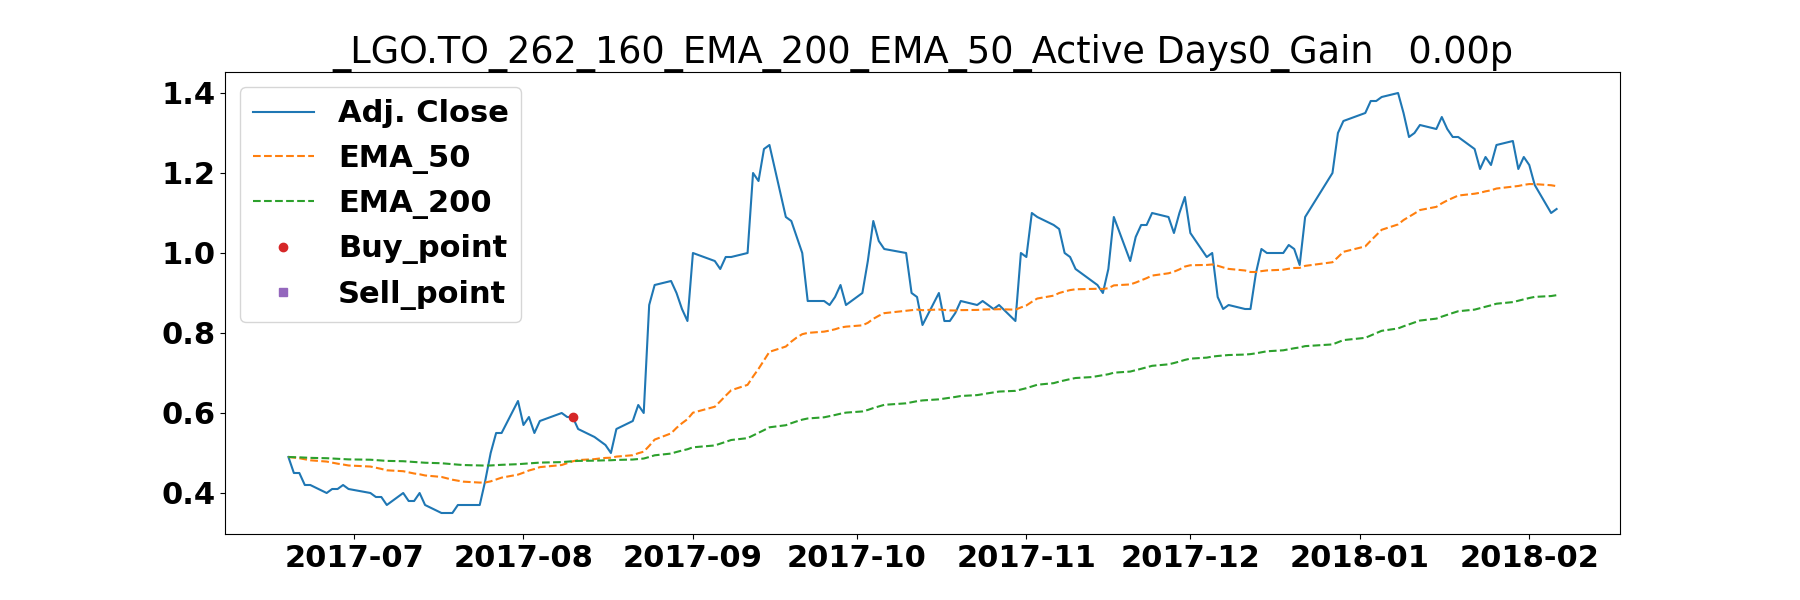 _LGO.TO_262_160_EMA_200_EMA_50_Active Days0_Gain   0.00p
1.4
1.2
1.0
0.8
0.6
0.4
Adj. Close
EMA_50
EMA_200
Buy_point
Sell_point
2017-07 2017-08 2017-09 2017-10 2017-11 2017-12 2018-01 2018-02